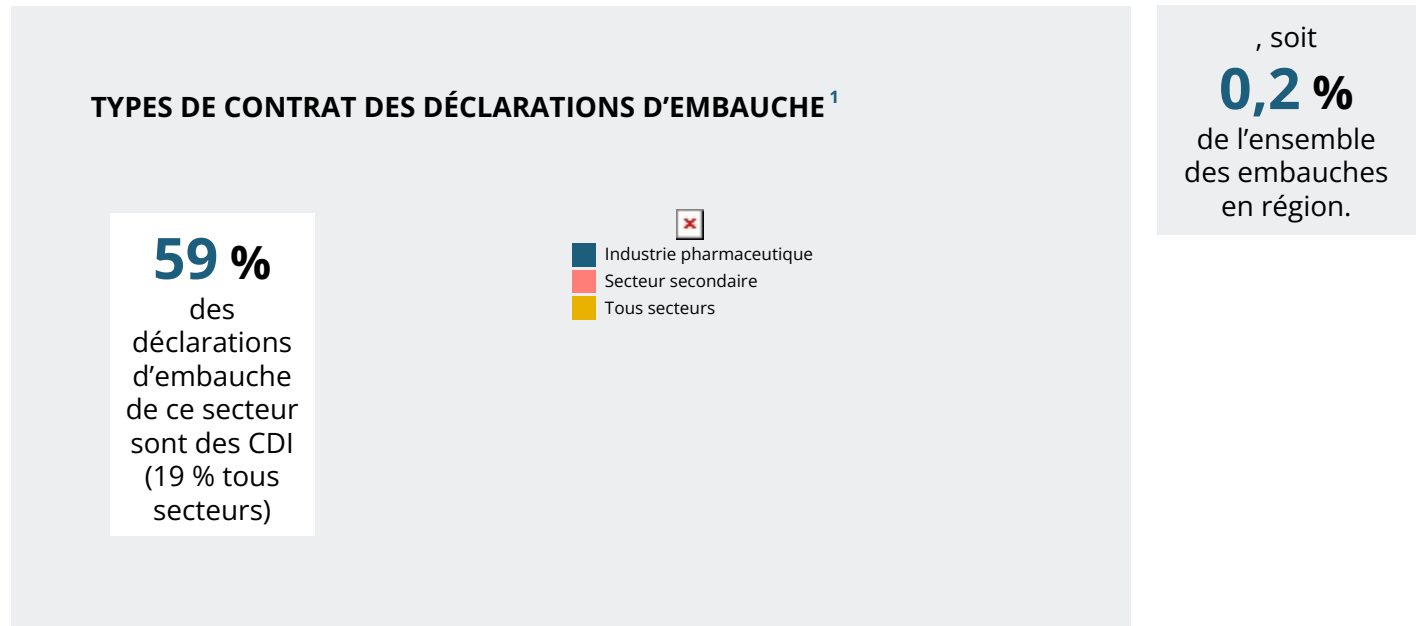 TYPES DE CONTRAT DES DÉCLARATIONS D’EMBAUCHE 1
59 %
des
déclarations
d’embauche
de ce secteur
sont des CDI
(19 % tous
secteurs)
Industrie pharmaceutique
Secteur secondaire
Tous secteurs
, soit
0,2 %
de l’ensemble
des embauches
en région.